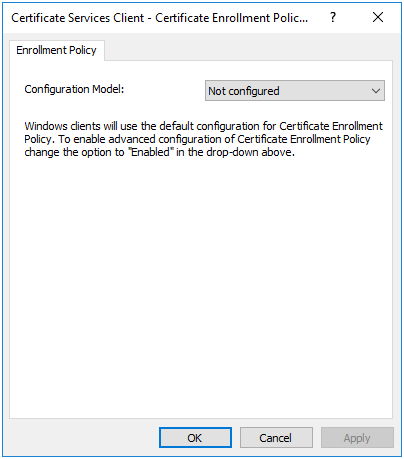 Certificate Services Client - Certificate Enrollment Polic... ?
Enrollment Policy
Configuration Model: Not configured
Windows clients will use the default configuration for Certificate Enrollment
Policy. To enable advanced configuration of Certificate Enrollment Policy
change the option to "Enabled" in the drop-down above.
OK Cancel Apply